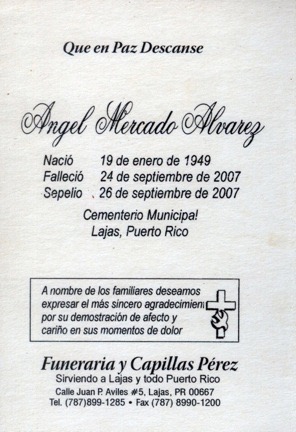 Que en Paz Descanse
Angel Mercado Alvarez
Nació 19 de enero de 1949
Falleció 24 de septiembre de 2007
Sepelio 26 de septiembre de 2007
Cementerio Municipal
Lajas, Puerto Rico
A nombre de los familiares deseamos
expresar el más sincero agradecimien
por su demostración de afecto y
cariño en sus momentos de dolor
Funeraria y Capillas Pérez
Sirviendo a Lajas y todo Puerto Rico
Calle Juan P. Aviles #5, Lajas, PR 00667
Tel. (787)899-1285 • Fax (787) 8990-1200